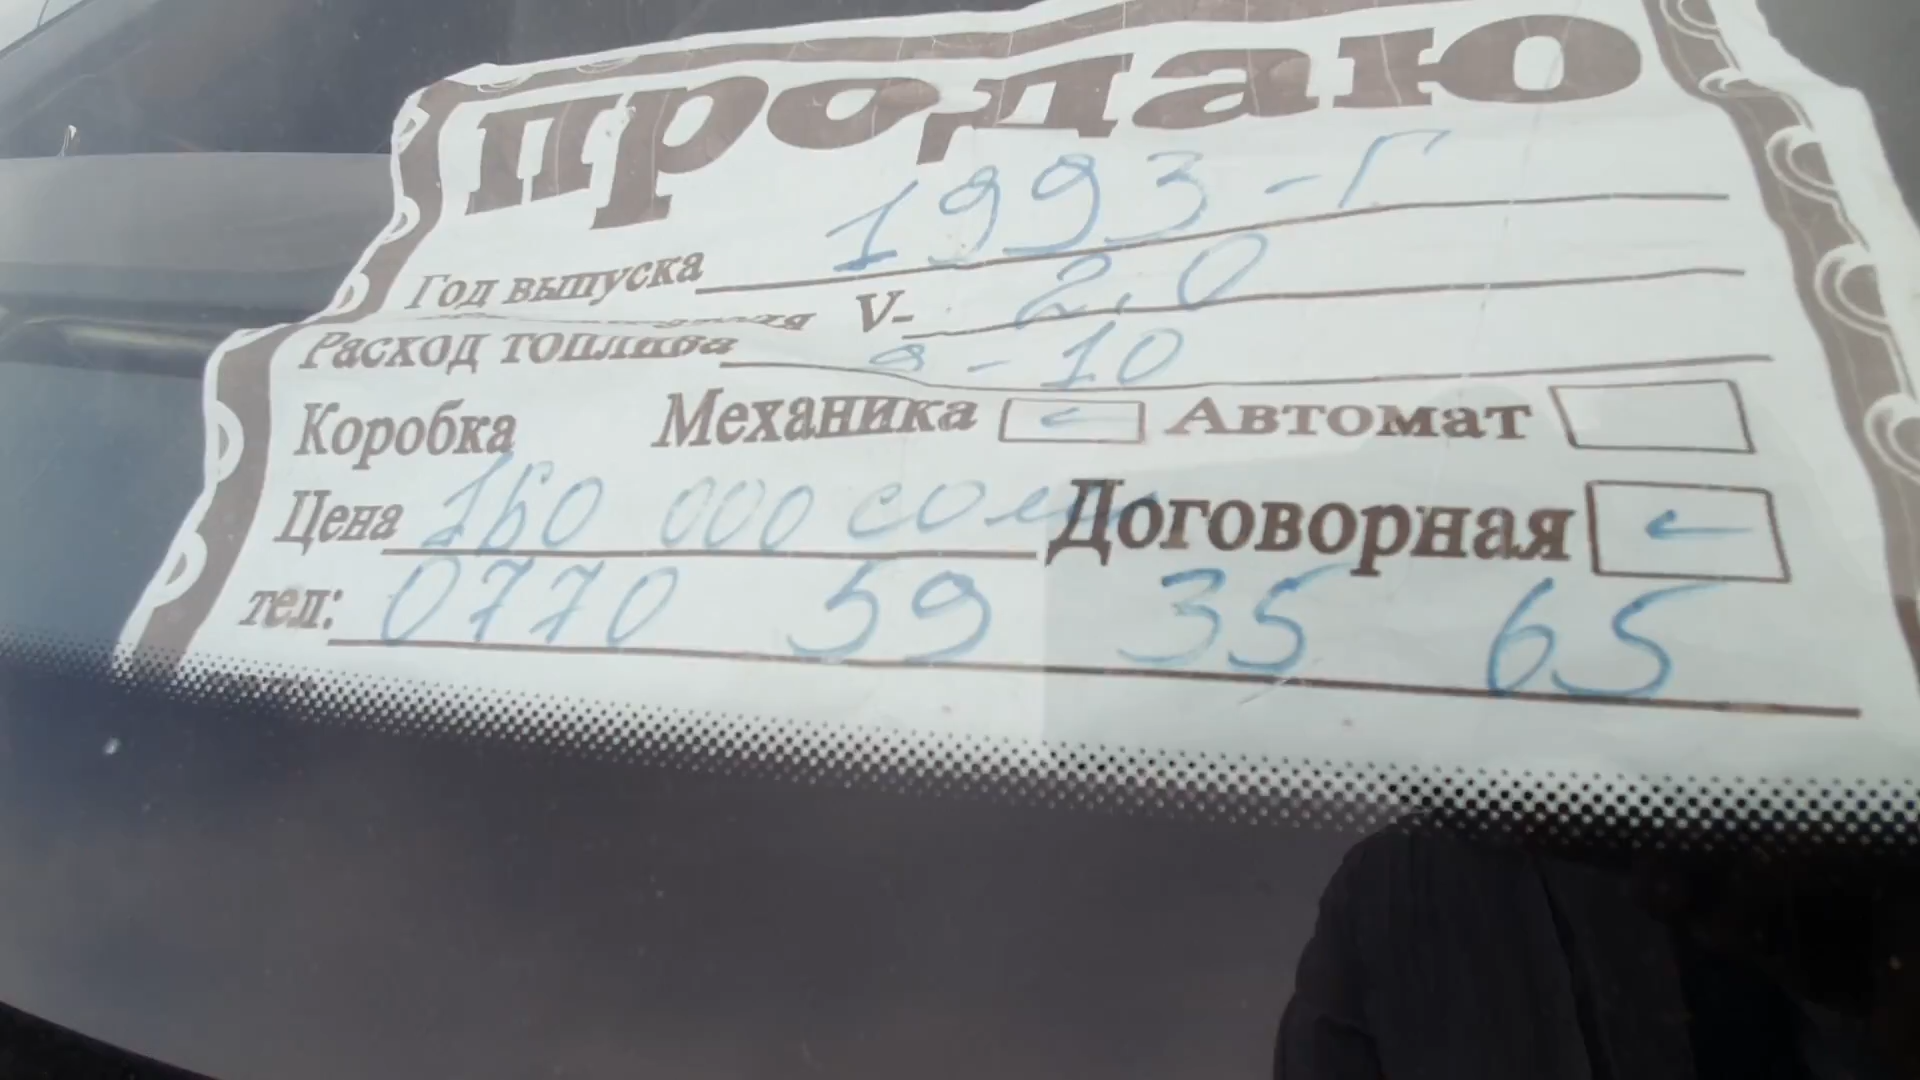 продаю
Год выпуска 1993-Г
V- 2,0
Расход топлива 8-10
Коробка Механика Автомат
Цена 160 000 сом Договорная
тел: 0770 59 35 65